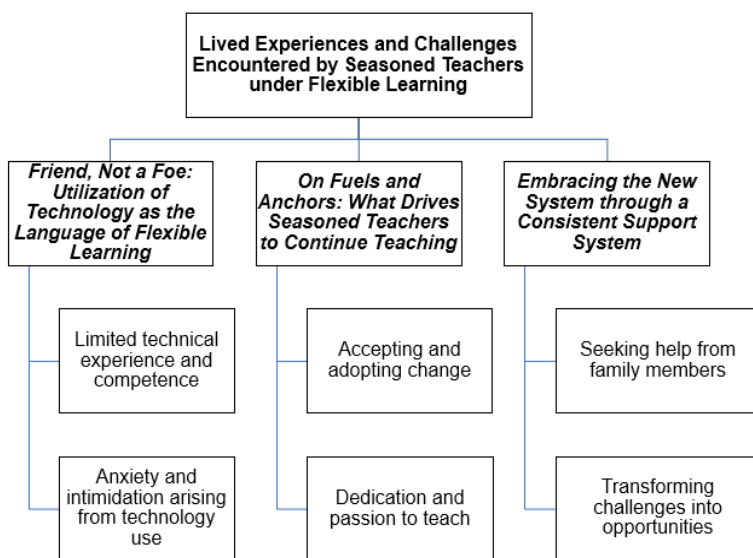 Lived Experiences and Challenges
Encountered by Seasoned Teachers
under Flexible Learning
Friend, Not a Foe:
Utilization of
Technology as the
Language of Flexible
Learning
On Fuels and
Anchors: What Drives
Seasoned Teachers
to Continue Teaching
Embracing the New
System through a
Consistent Support
System
Limited technical
experience and
competence
Accepting and
adopting change
Seeking help from
family members
Anxiety and
intimidation arising
from technology
use
Dedication and
passion to teach
Transforming
challenges into
opportunities